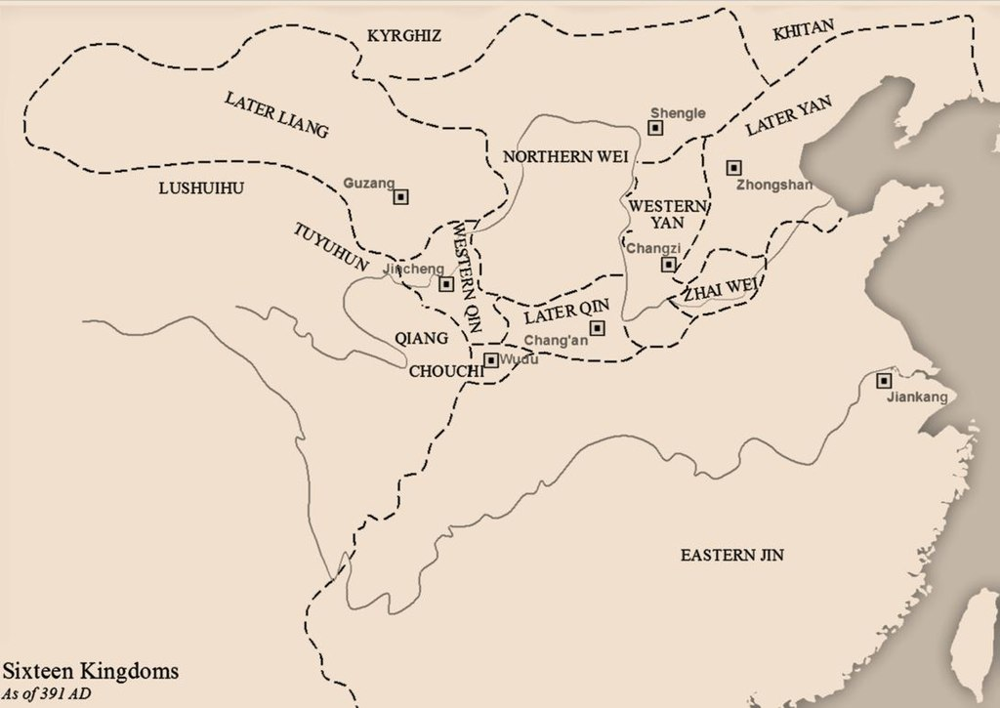 KYRGHIZ
KHITAN
LATER LIANG
Shengle
LATER YAN
NORTHERN WEI
LUSHUIHU
Guzang
Zhongshan
WESTERN
YAN
TUYUHUN
WESTERN QIN
Changzi
Jincheng
ZHAI WEI
LATER QIN
QIANG
Chang'an
CHOUCHI
Wudu
Jiankang
EASTERN JIN
Sixteen Kingdoms
As of 391 AD